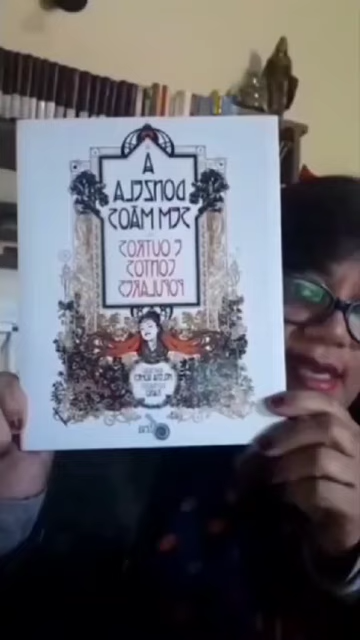 A
DONZELA
SEM MÃOS
E OUTROS
CONTOS
POPULARES